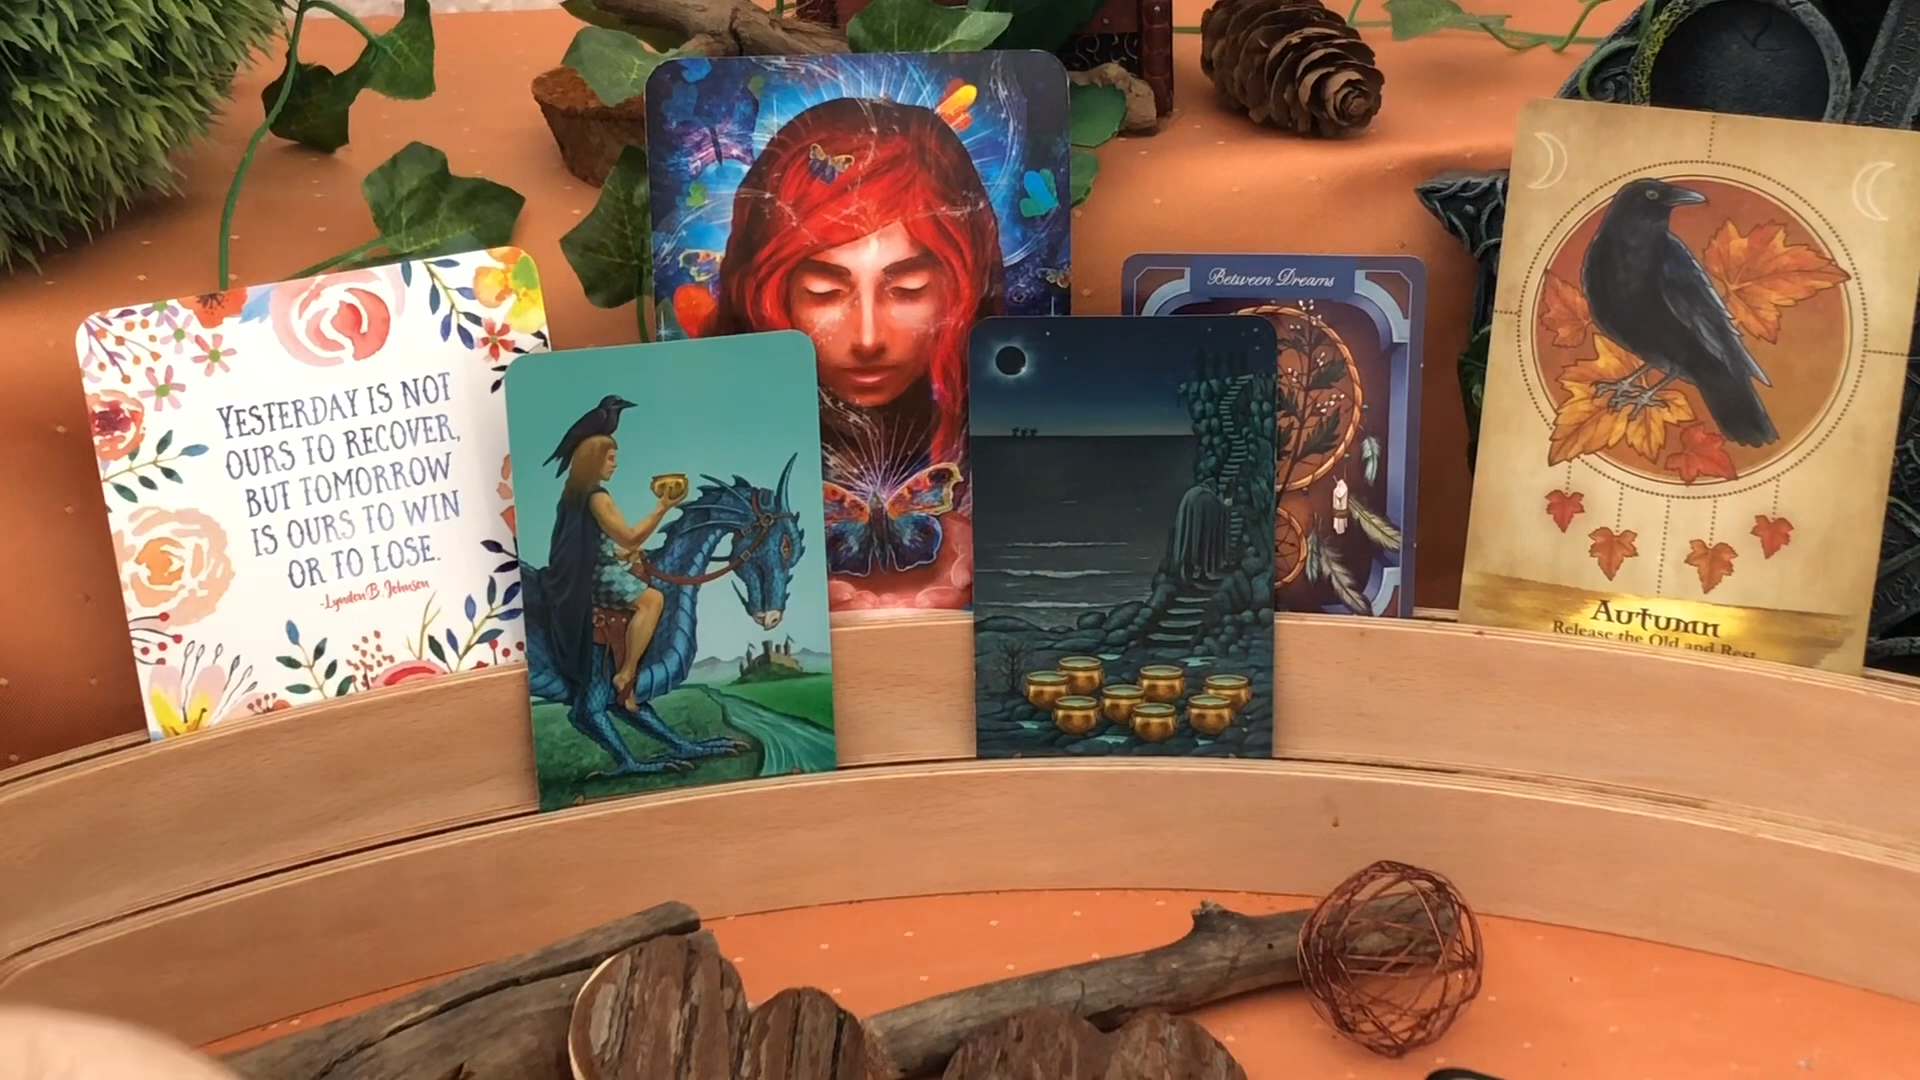 YESTERDAY IS NOT
OURS TO RECOVER,
BUT TOMORROW
IS OURS TO WIN
OR TO LOSE.
-Lyndon B. Johnson
Between Dreams
Autumn
Release the Old and Rest